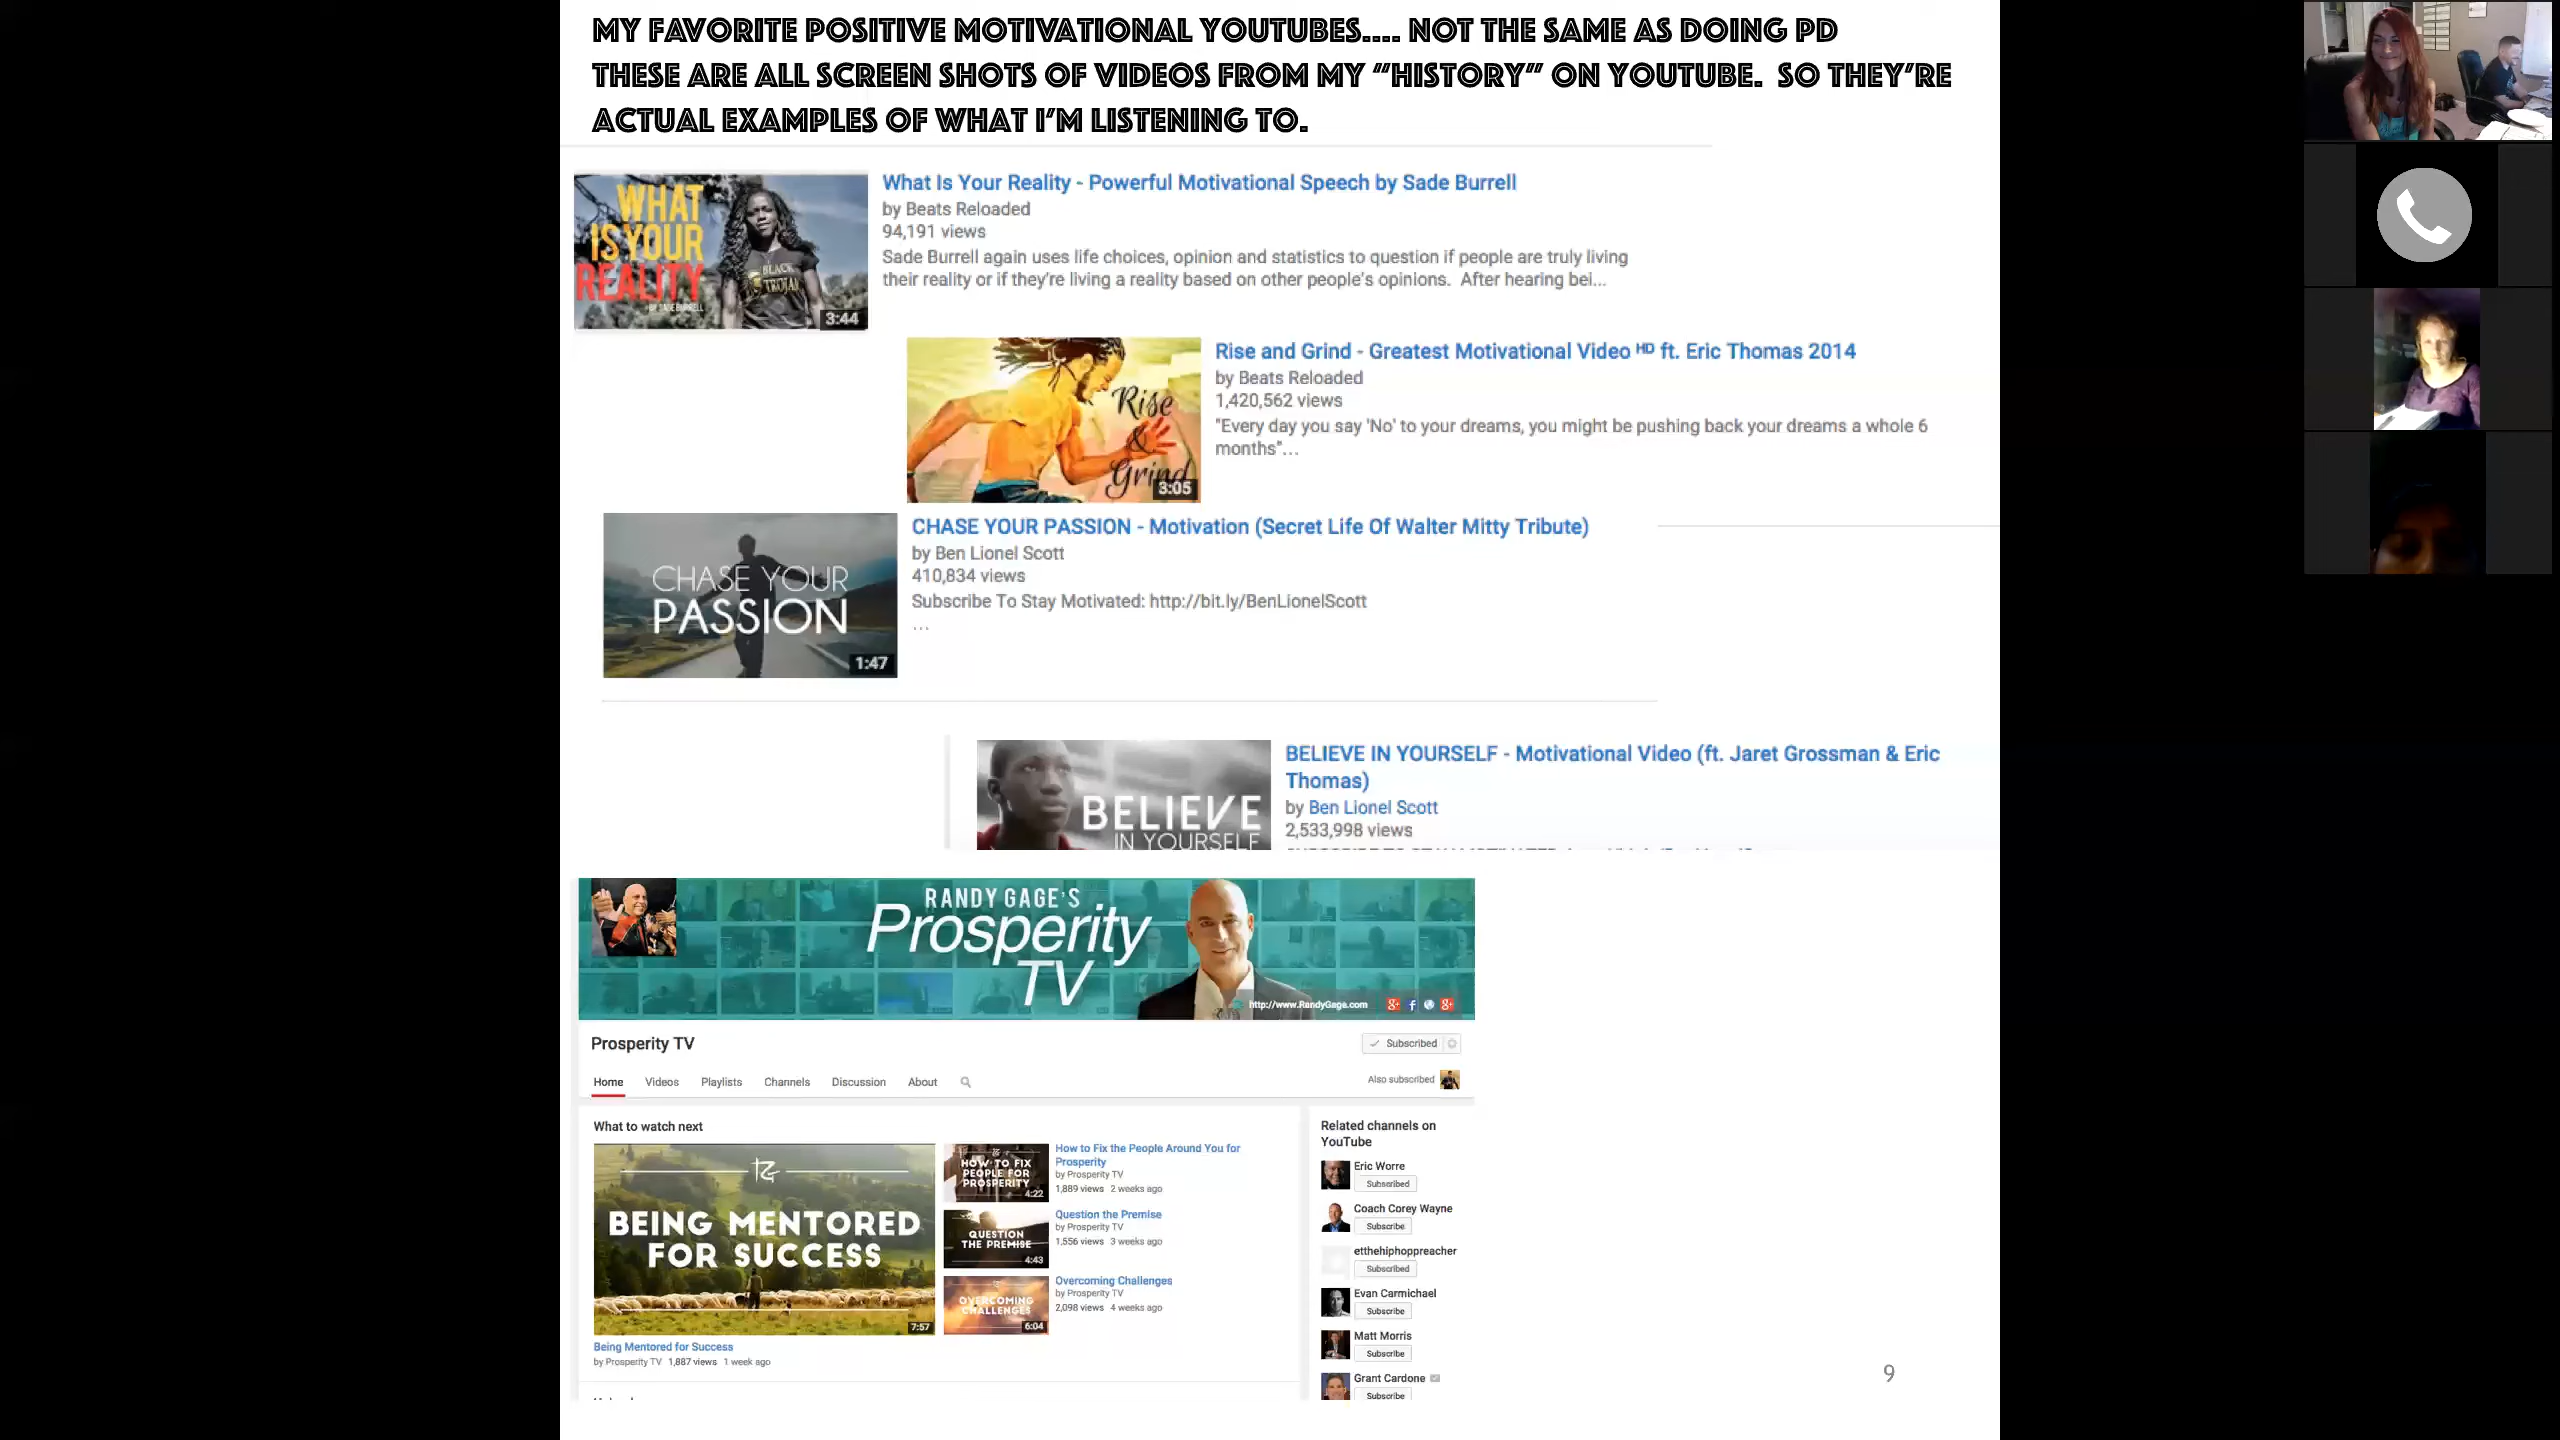 MY FAVORITE POSITIVE MOTIVATIONAL YOUTUBES.... NOT THE SAME AS DOING PD
THESE ARE ALL SCREEN SHOTS OF VIDEOS FROM MY "HISTORY" ON YOUTUBE. SO THEY'RE
ACTUAL EXAMPLES OF WHAT I'M LISTENING TO.
WHAT
IS YOUR
REALITY
BY SADE BURRELL
BLACK
TROJAN
3:44
What Is Your Reality - Powerful Motivational Speech by Sade Burrell
by Beats Reloaded
94,191 views
Sade Burrell again uses life choices, opinion and statistics to question if people are truly living
their reality or if they're living a reality based on other people's opinions. After hearing bei...
Rise
&
Grind
3:05
Rise and Grind - Greatest Motivational Video HD ft. Eric Thomas 2014
by Beats Reloaded
1,420,562 views
"Every day you say 'No' to your dreams, you might be pushing back your dreams a whole 6
months"...
CHASE YOUR
PASSION
1:47
CHASE YOUR PASSION - Motivation (Secret Life Of Walter Mitty Tribute)
by Ben Lionel Scott
410,834 views
Subscribe To Stay Motivated: http://bit.ly/BenLionelScott
...
BELIEVE
IN YOURSELF
BELIEVE IN YOURSELF - Motivational Video (ft. Jaret Grossman & Eric
Thomas)
by Ben Lionel Scott
2,533,998 views
RANDY GAGE'S
Prosperity
TV
http://www.RandyGage.com
Prosperity TV
Subscribed
Home Videos Playlists Channels Discussion About
Also subscribed
What to watch next
BEING MENTORED
FOR SUCCESS
7:57
Being Mentored for Success
by Prosperity TV 1,887 views 1 week ago
HOW TO FIX
PEOPLE FOR
PROSPERITY
4:22
How to Fix the People Around You for
Prosperity
by Prosperity TV
1,889 views 2 weeks ago
QUESTION
THE PREMISE
4:43
Question the Premise
by Prosperity TV
1,556 views 3 weeks ago
OVERCOMING
CHALLENGES
6:04
Overcoming Challenges
by Prosperity TV
2,098 views 4 weeks ago
Related channels on
YouTube
Eric Worre
Subscribed
Coach Corey Wayne
Subscribe
etthehiphoppreacher
Subscribed
Evan Carmichael
Subscribe
Matt Morris
Subscribe
Grant Cardone
Subscribe
9